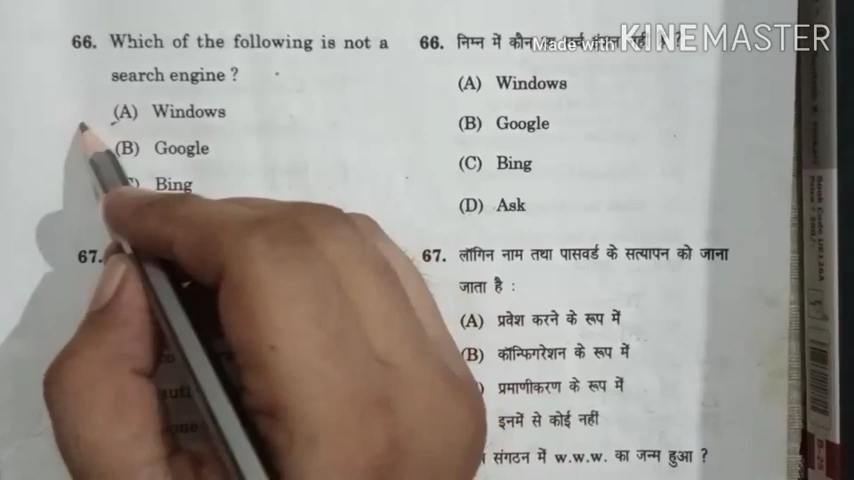 Made with KINEMASTER
66. Which of the following is not a
search engine ?
(A) Windows
(B) Google
Bing
67.
66. निम्न में
(A) Windows
(B) Google
(C) Bing
(D) Ask
67. लॉगिन नाम तथा पासवर्ड के सत्यापन को जाना
जाता है :
(A) प्रवेश करने के रूप में
(B) कॉन्फिगरेशन के रूप में
प्रमाणीकरण के रूप में
इनमें से कोई नहीं
संगठन में w.w.w. का जन्म हुआ ?